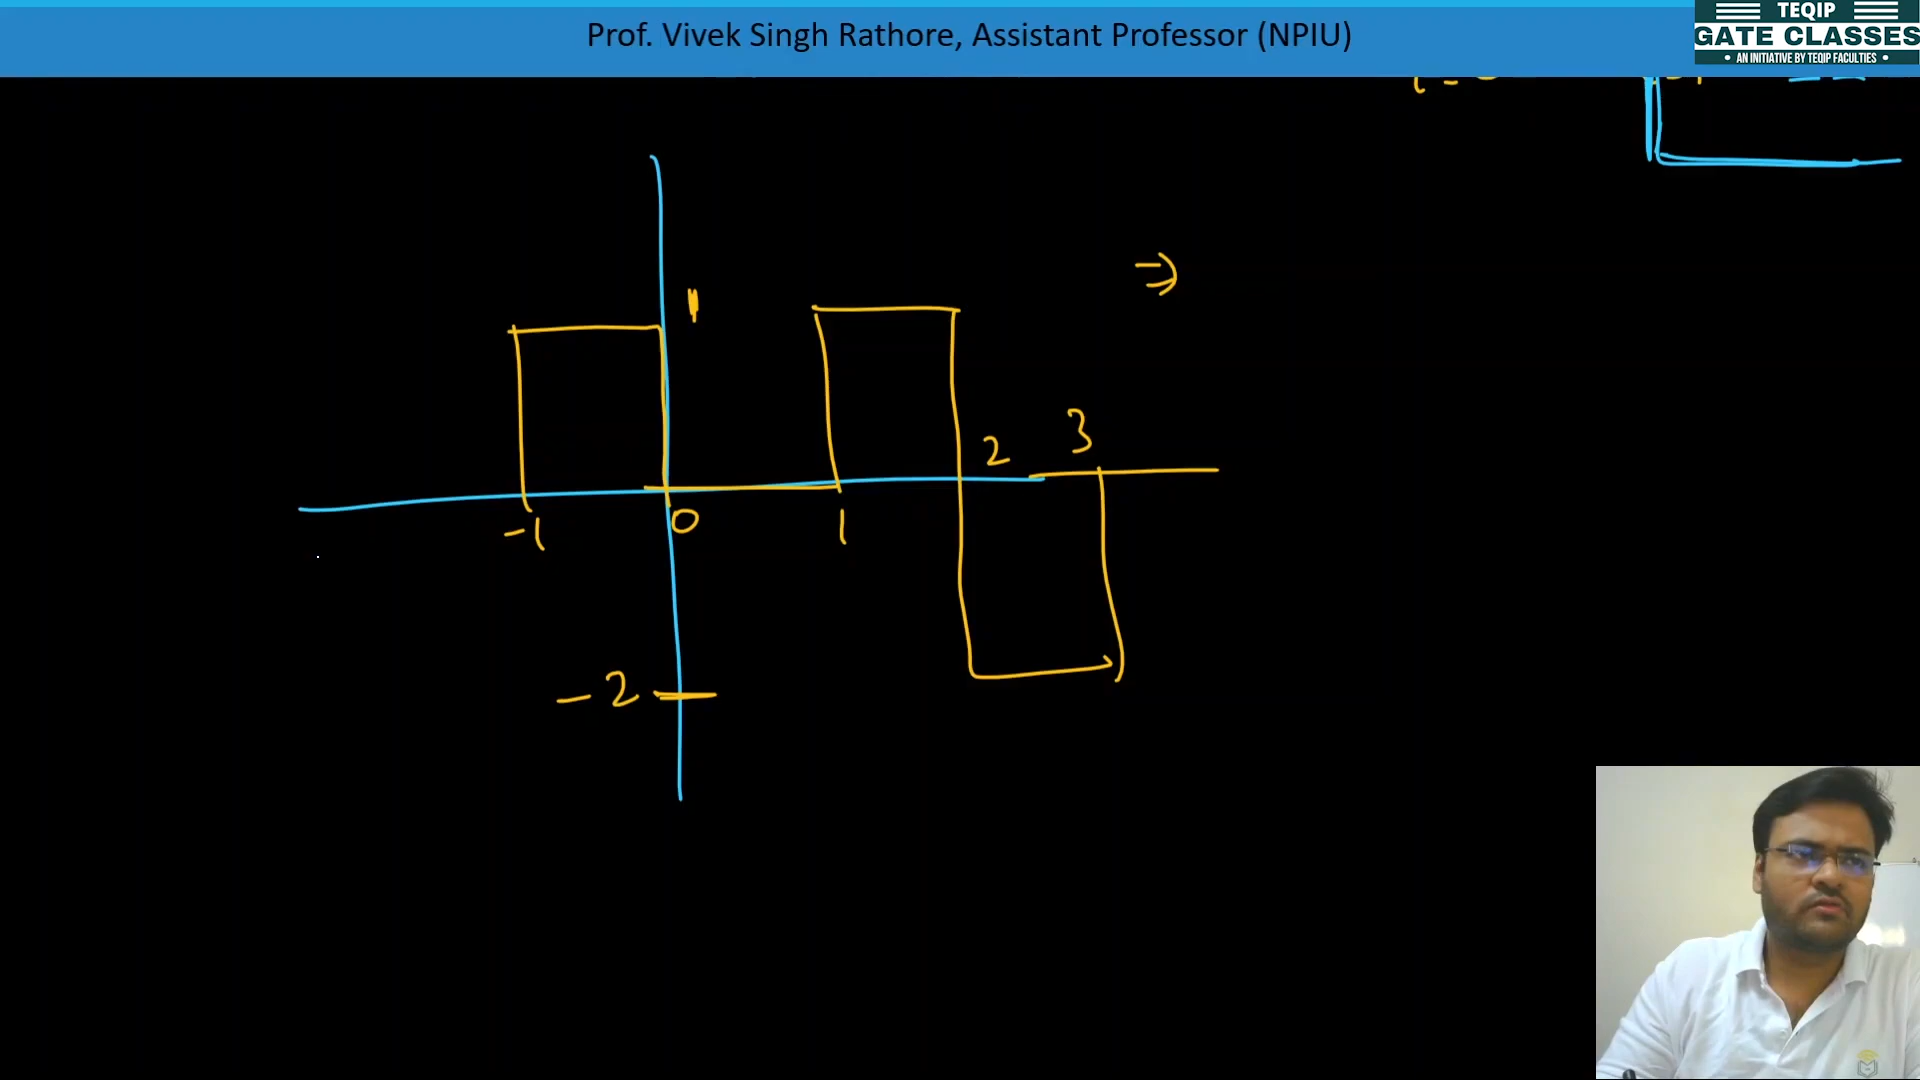 Prof. Vivek Singh Rathore, Assistant Professor (NPIU)
TEQIP
GATE CLASSES
• AN INITIATIVE BY TEQIP FACULTIES •
1
⇒
2
3
-1
0
1
-2